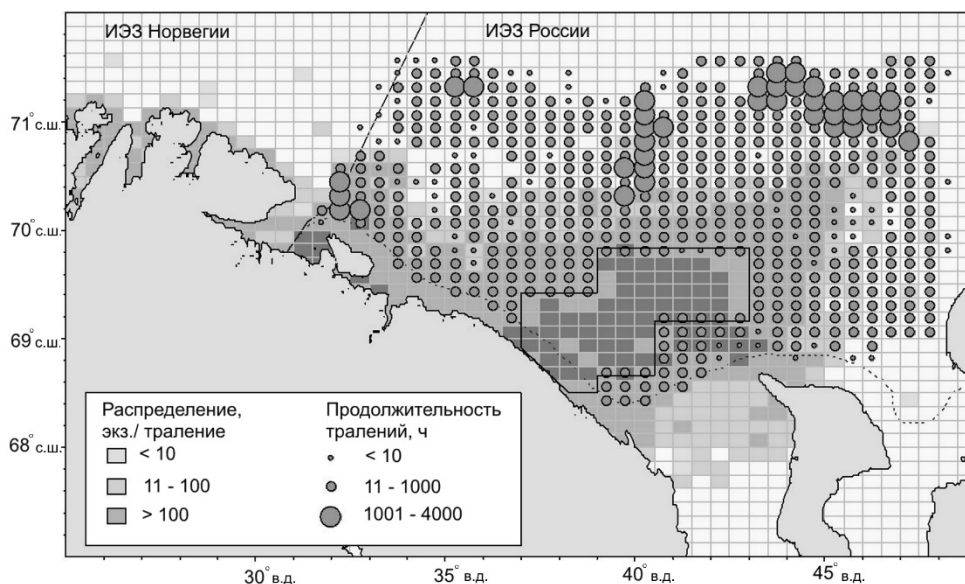 ИЭЗ Норвегии
ИЭЗ России
71° с.ш.
70° с.ш.
69° с.ш.
68° с.ш.
Распределение,
экз./ траление
< 10
11 - 100
> 100
Продолжительность
тралений, ч
< 10
11 - 1000
1001 - 4000
30° в.д.
35° в.д.
40° в.д.
45° в.д.